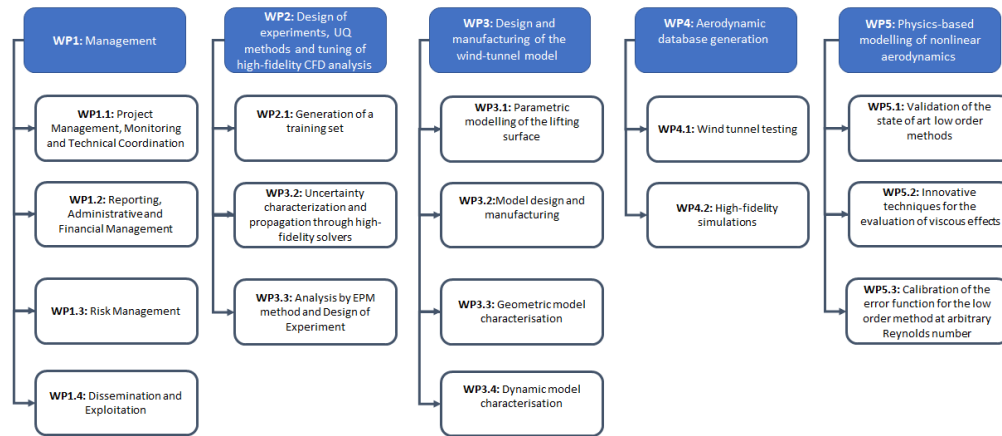 WP1: Management
WP1.1: Project
Management, Monitoring
and Technical Coordination
WP1.2: Reporting,
Administrative and
Financial Management
WP1.3: Risk Management
WP1.4: Dissemination and
Exploitation
WP2: Design of
experiments, UQ
methods and tuning of
high-fidelity CFD analysis
WP2.1: Generation of a
training set
WP3.2: Uncertainty
characterization and
propagation through high-
fidelity solvers
WP3.3: Analysis by EPM
method and Design of
Experiment
WP3: Design and
manufacturing of the
wind-tunnel model
WP3.1: Parametric
modelling of the lifting
surface
WP3.2:Model design and
manufacturing
WP3.3: Geometric model
characterisation
WP3.4: Dynamic model
characterisation
WP4: Aerodynamic
database generation
WP4.1: Wind tunnel testing
WP4.2: High-fidelity
simulations
WP5: Physics-based
modelling of nonlinear
aerodynamics
WP5.1: Validation of the
state of art low order
methods
WP5.2: Innovative
techniques for the
evaluation of viscous effects
WP5.3: Calibration of the
error function for the low
order method at arbitrary
Reynolds number